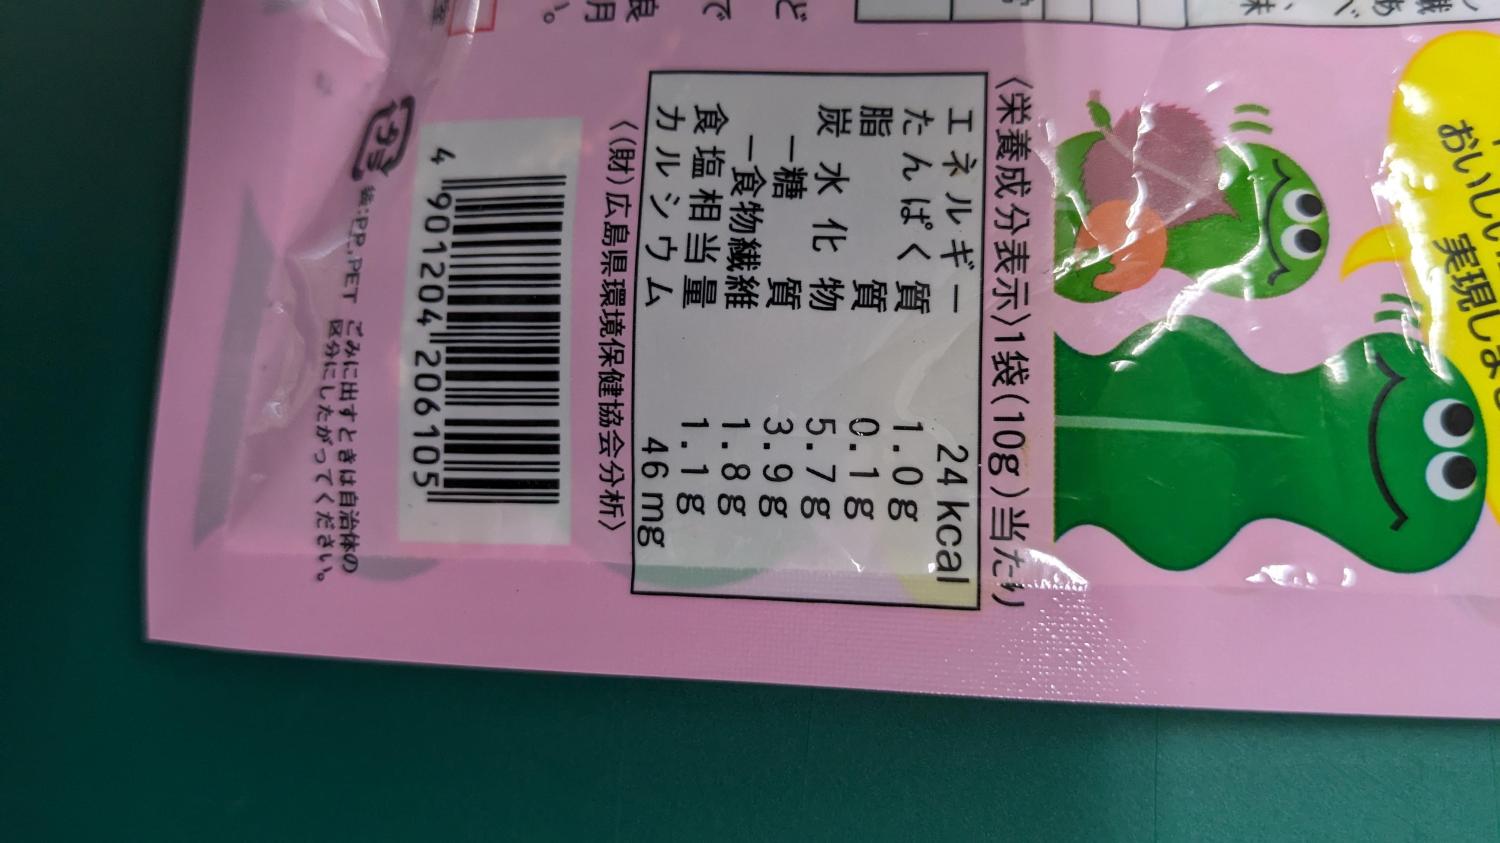 おいしい
実現しま
〈栄養成分表示〉1袋(10g)当たり
エネルギー 24kcal
たんぱく質 1.0g
脂質 0.1g
炭水化物 5.7g
－糖質 3.9g
－食物繊維 1.8g
食塩相当量 1.1g
カルシウム 46mg
〈(財)広島県環境保健協会分析〉
4 901204 206105
プラ
袋:PP,PET
ごみに出すときは自治体の
区分にしたがってください。